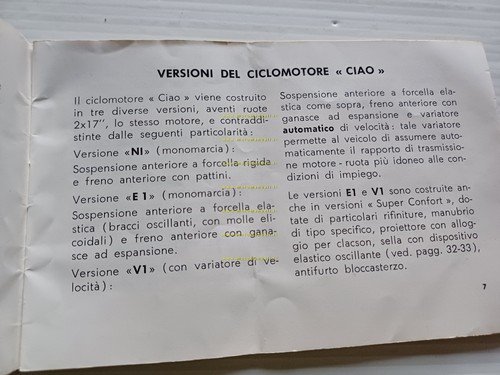 VERSIONI DEL CICLOMOTORE « CIAO »
Il ciclomotore « Ciao » viene costruito
in tre diverse versioni, aventi ruote
2x17'', lo stesso motore, e contraddi-
stinte dalle seguenti particolarità:
Versione «N1» (monomarcia):
Sospensione anteriore a forcella rigida
e freno anteriore con pattini.
Versione «E 1» (monomarcia):
Sospensione anteriore a forcella ela-
stica (bracci oscillanti, con molle eli-
coidali) e freno anteriore con gana-
sce ad espansione.
Versione «V1» (con variatore di ve-
locità):
Sospensione anteriore a forcella ela-
stica come sopra, freno anteriore con
ganasce ad espansione e variatore
automatico di velocità: tale variatore
permette al veicolo di assumere auto-
maticamente il rapporto di trasmissio-
ne motore - ruota più idoneo alle con-
dizioni di impiego.
Le versioni E1 e V1 sono costruite an-
che in versioni « Super Confort », do-
tate di particolari rifiniture, manubrio
di tipo specifico, proiettore con allog-
gio per clacson, sella con dispositivo
elastico oscillante (ved. pagg. 32-33),
antifurto bloccasterzo.
7